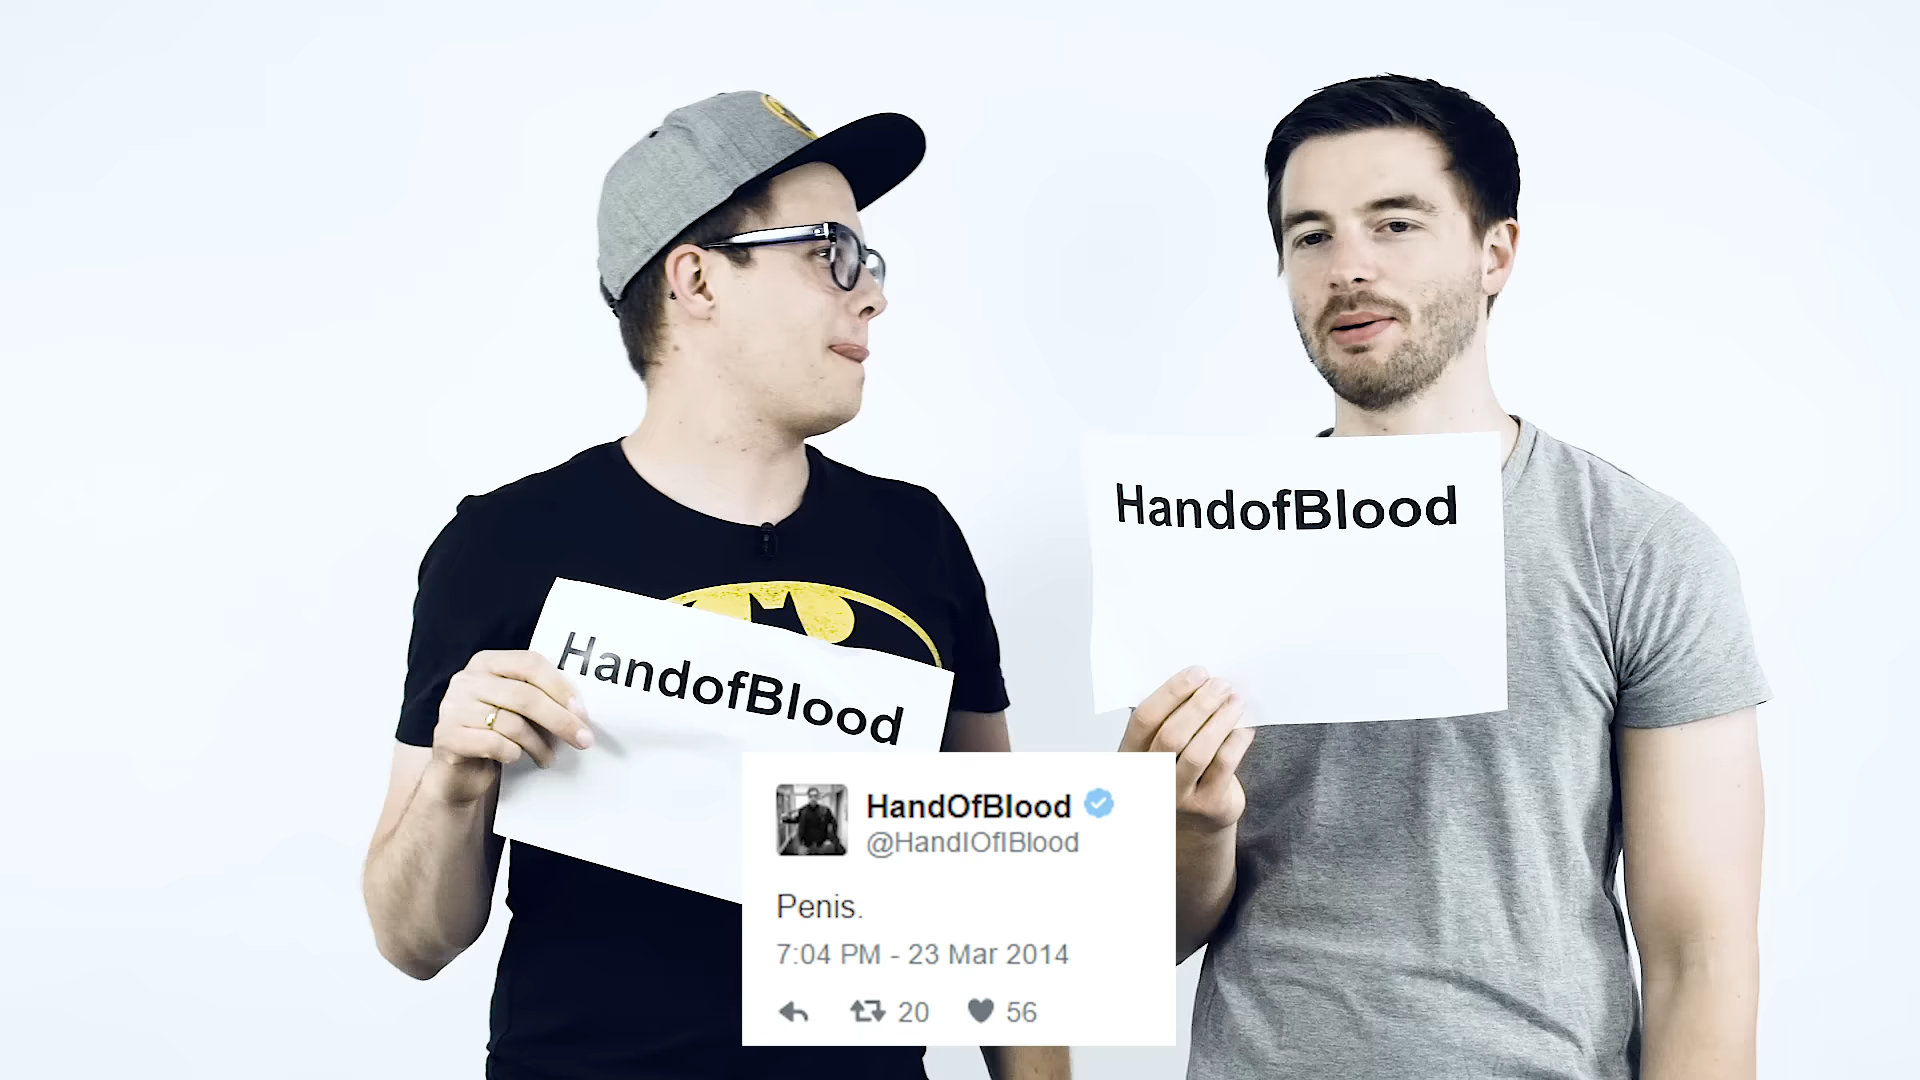 HandofBlood
HandofBlood
HandOfBlood
@HandIOfIBlood
Penis.
7:04 PM - 23 Mar 2014
20 56